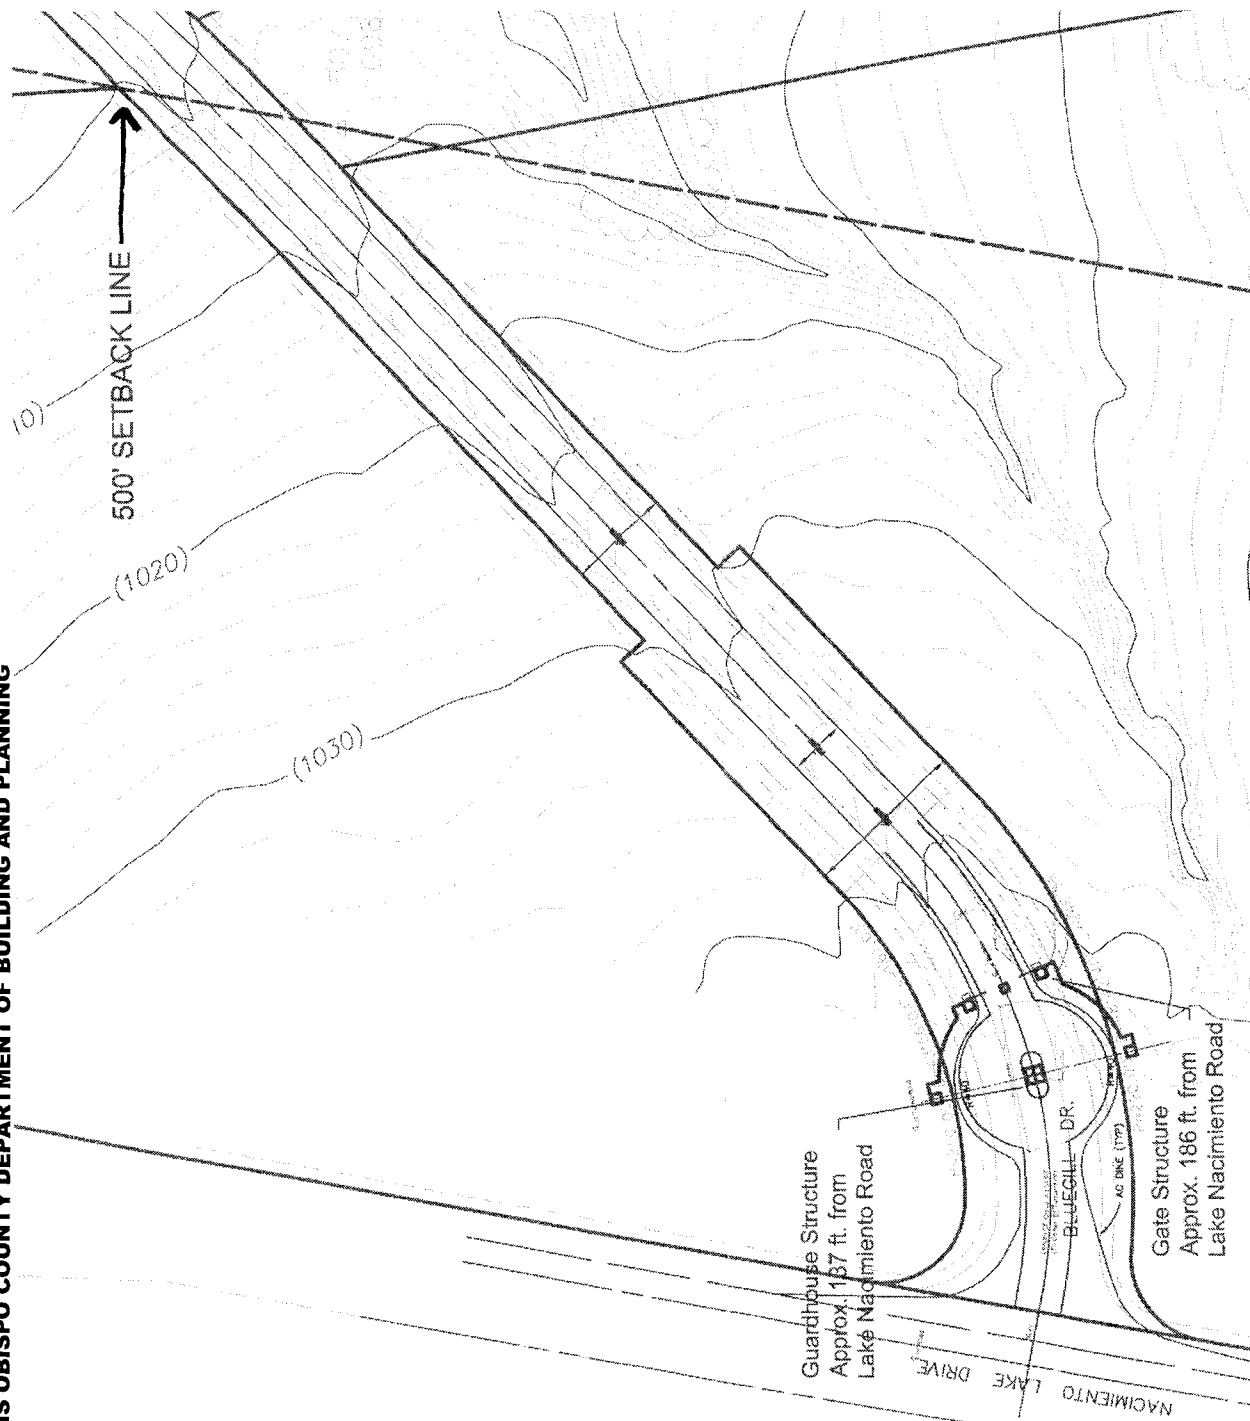 IS OBISPO COUNTY DEPARTMENT OF BUILDING AND PLANNING
500' SETBACK LINE
10)
(1020)
(1030)
Guardhouse Structure
Approx. 137 ft. from
Lake Nacimiento Road
BLUEGILL DR.
AC DIKE (TYP)
Gate Structure
Approx. 186 ft. from
Lake Nacimiento Road
NACIMIENTO LAKE DRIVE